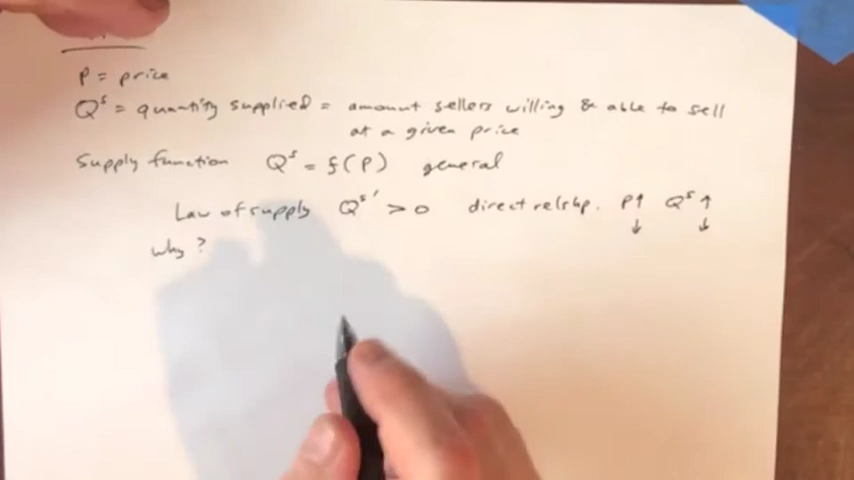 P = price
Q^s = quantity supplied = amount sellers willing & able to sell
at a given price
Supply function Q^s = f(P) general
Law of supply Q^s' > 0 direct relshp. P↑ Q^s↑
↓ ↓
why?